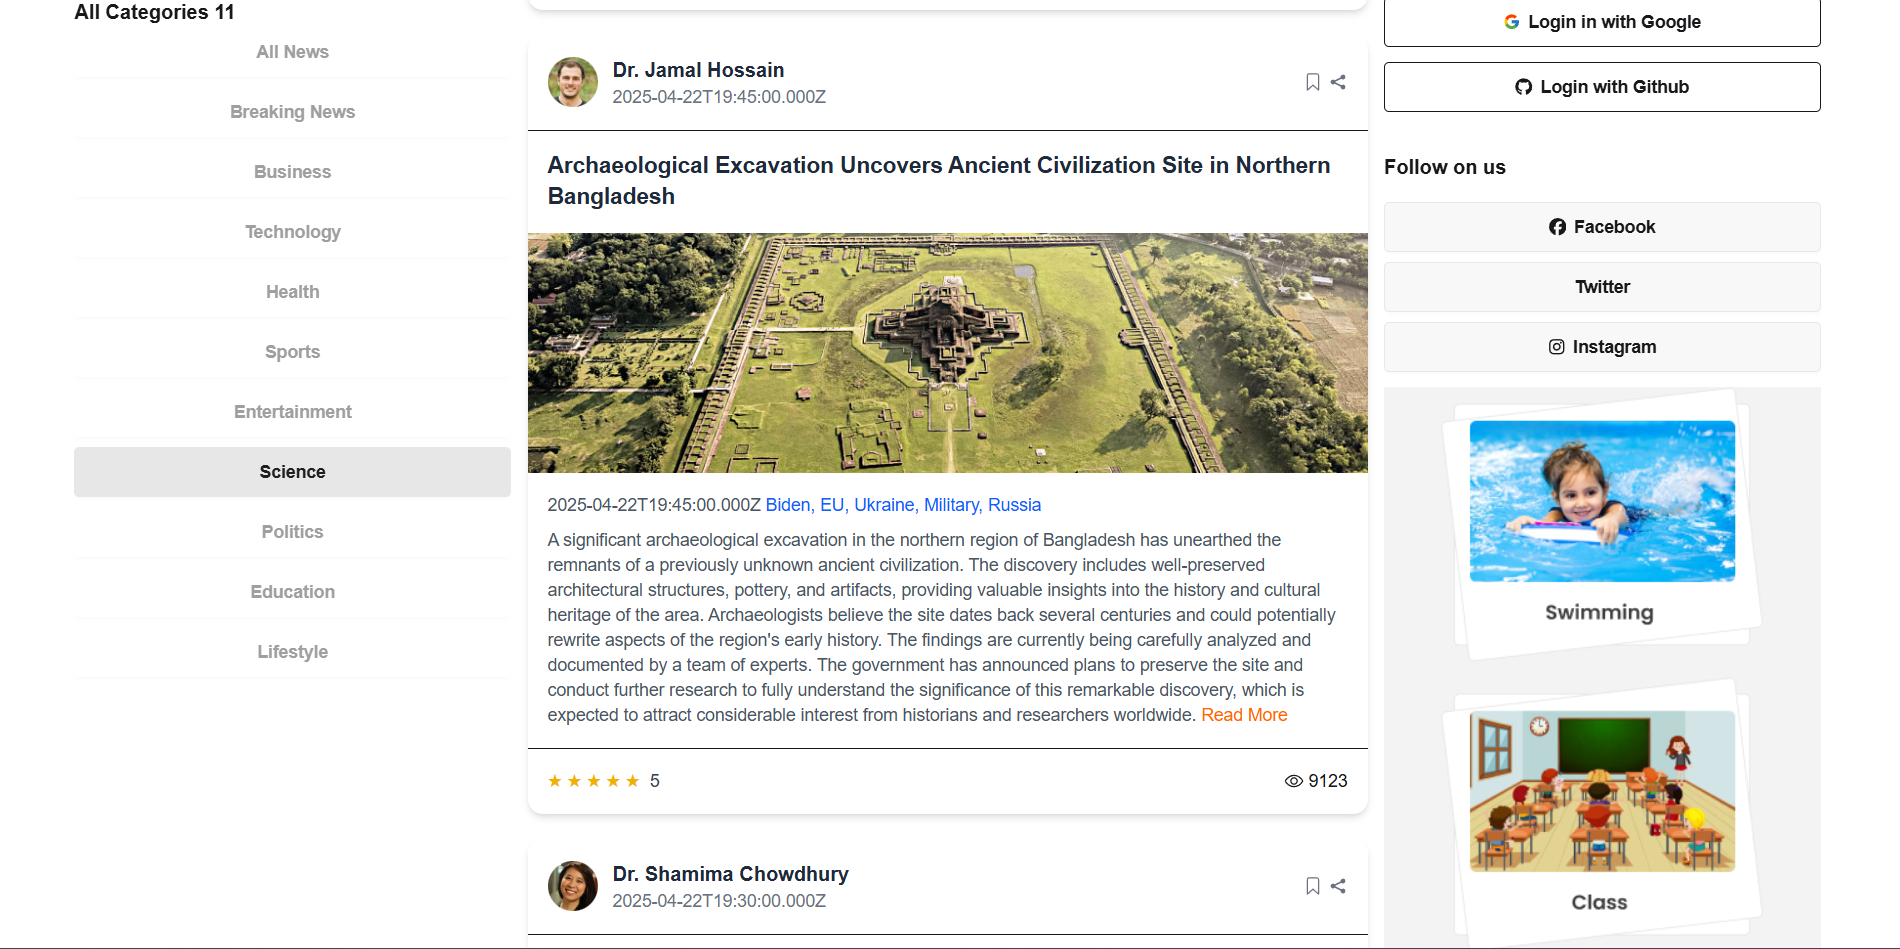 All Categories 11
All News
Breaking News
Business
Technology
Health
Sports
Entertainment
Science
Politics
Education
Lifestyle
Dr. Jamal Hossain
2025-04-22T19:45:00.000Z
Archaeological Excavation Uncovers Ancient Civilization Site in Northern
Bangladesh
2025-04-22T19:45:00.000Z Biden, EU, Ukraine, Military, Russia
A significant archaeological excavation in the northern region of Bangladesh has unearthed the
remnants of a previously unknown ancient civilization. The discovery includes well-preserved
architectural structures, pottery, and artifacts, providing valuable insights into the history and cultural
heritage of the area. Archaeologists believe the site dates back several centuries and could potentially
rewrite aspects of the region's early history. The findings are currently being carefully analyzed and
documented by a team of experts. The government has announced plans to preserve the site and
conduct further research to fully understand the significance of this remarkable discovery, which is
expected to attract considerable interest from historians and researchers worldwide. Read More
5
9123
Dr. Shamima Chowdhury
2025-04-22T19:30:00.000Z
Login in with Google
Login with Github
Follow on us
Facebook
Twitter
Instagram
Swimming
Class